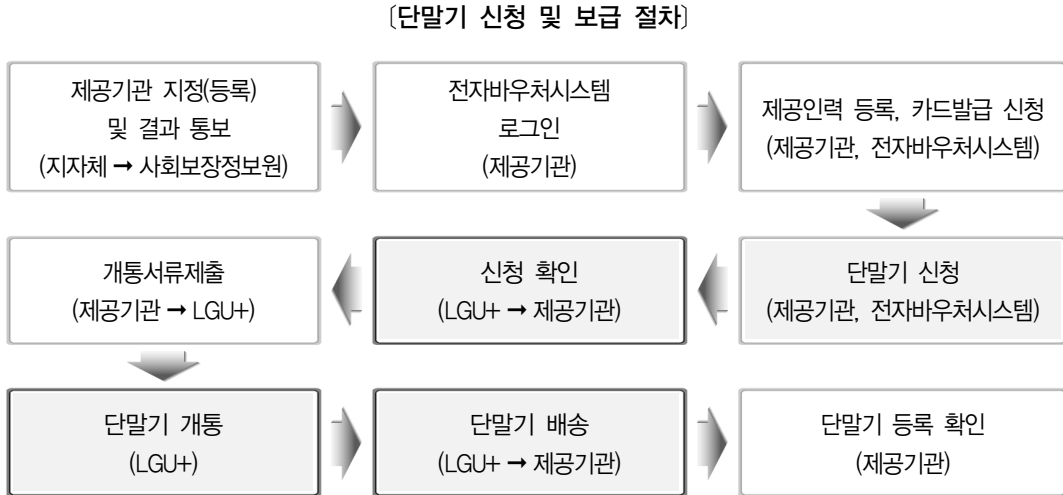 〔단말기 신청 및 보급 절차〕
제공기관 지정(등록)
및 결과 통보
(지자체 → 사회보장정보원)
전자바우처시스템
로그인
(제공기관)
제공인력 등록, 카드발급 신청
(제공기관, 전자바우처시스템)
단말기 신청
(제공기관, 전자바우처시스템)
신청 확인
(LGU+ → 제공기관)
개통서류제출
(제공기관 → LGU+)
단말기 개통
(LGU+)
단말기 배송
(LGU+ → 제공기관)
단말기 등록 확인
(제공기관)